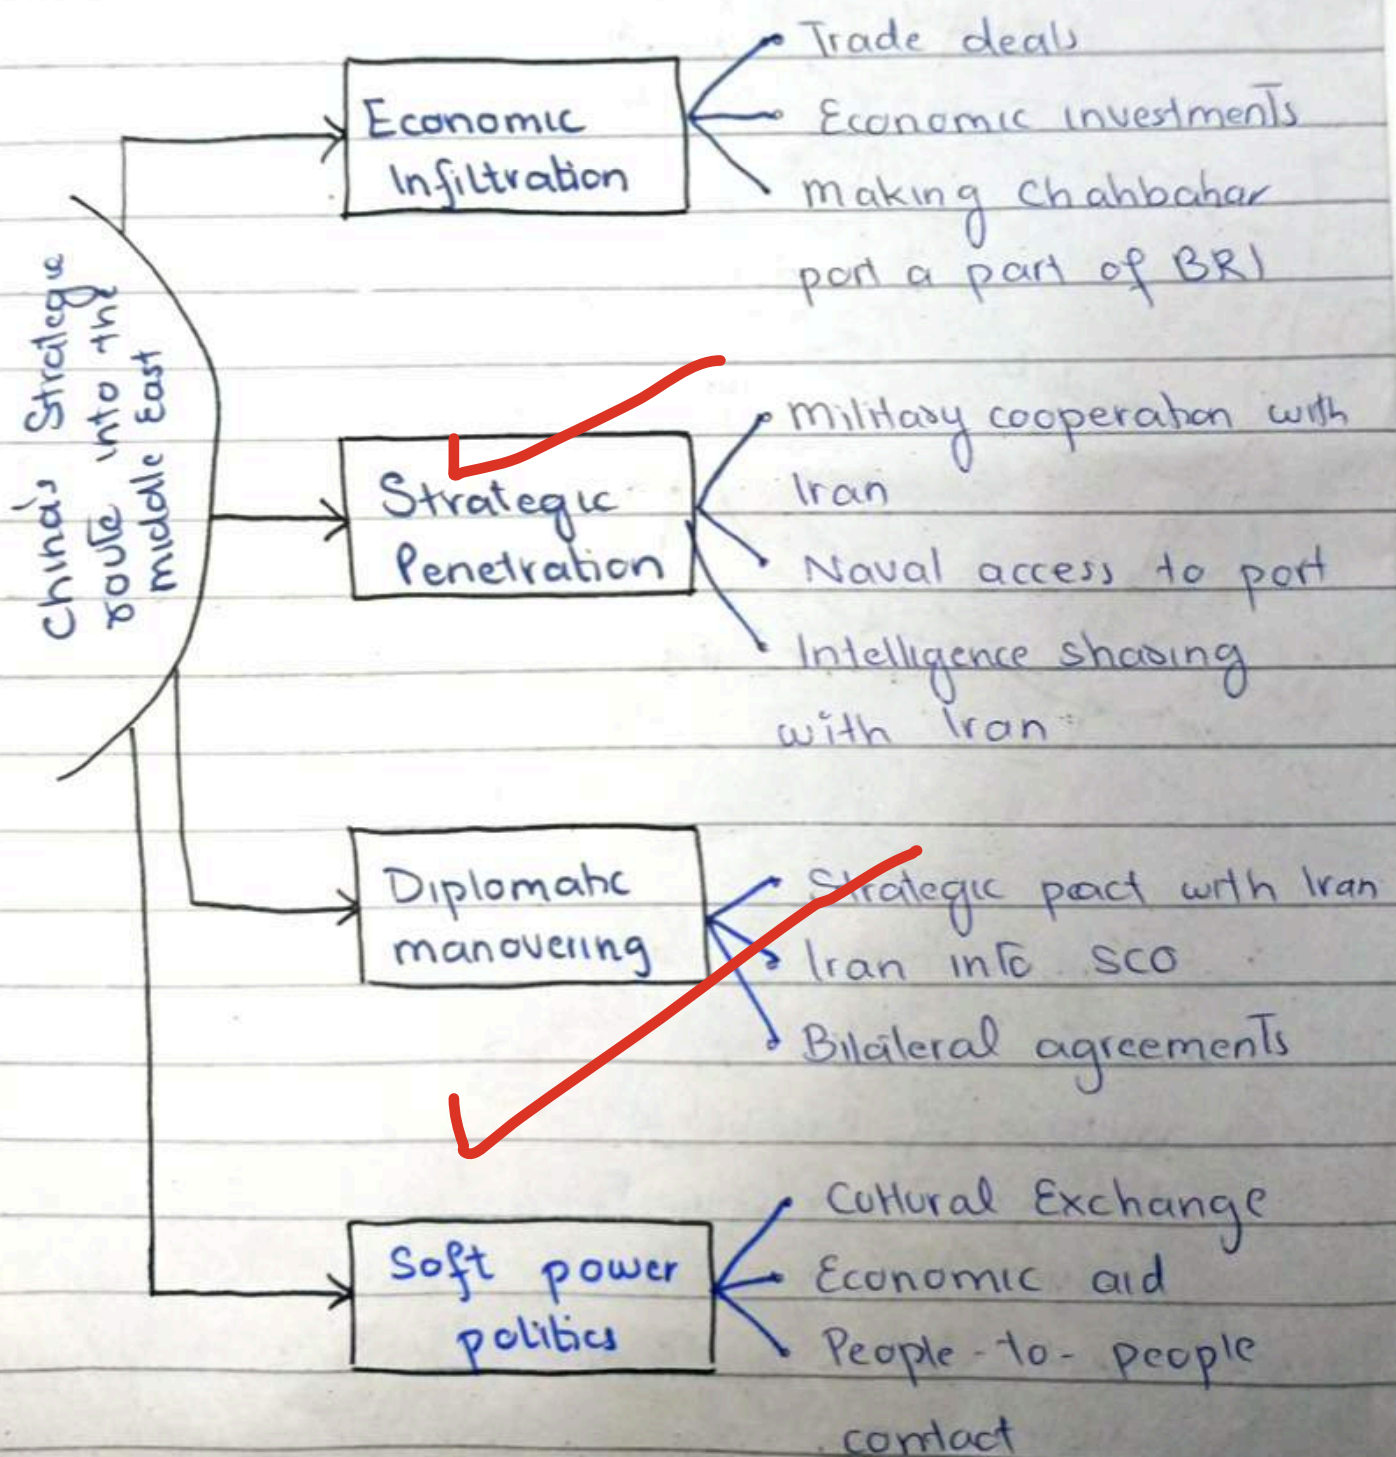 China's Strategic
route into the
middle East
Economic
Infiltration
Trade deals
Economic investments
making Chahbahar
port a part of BRI
Strategic
Penetration
military cooperation with
Iran
Naval access to port
Intelligence sharing
with Iran
Diplomatic
manovering
Strategic pact with Iran
Iran into SCO
Bilateral agreements
Soft power
politics
Cultural Exchange
Economic aid
People-to-people
contact